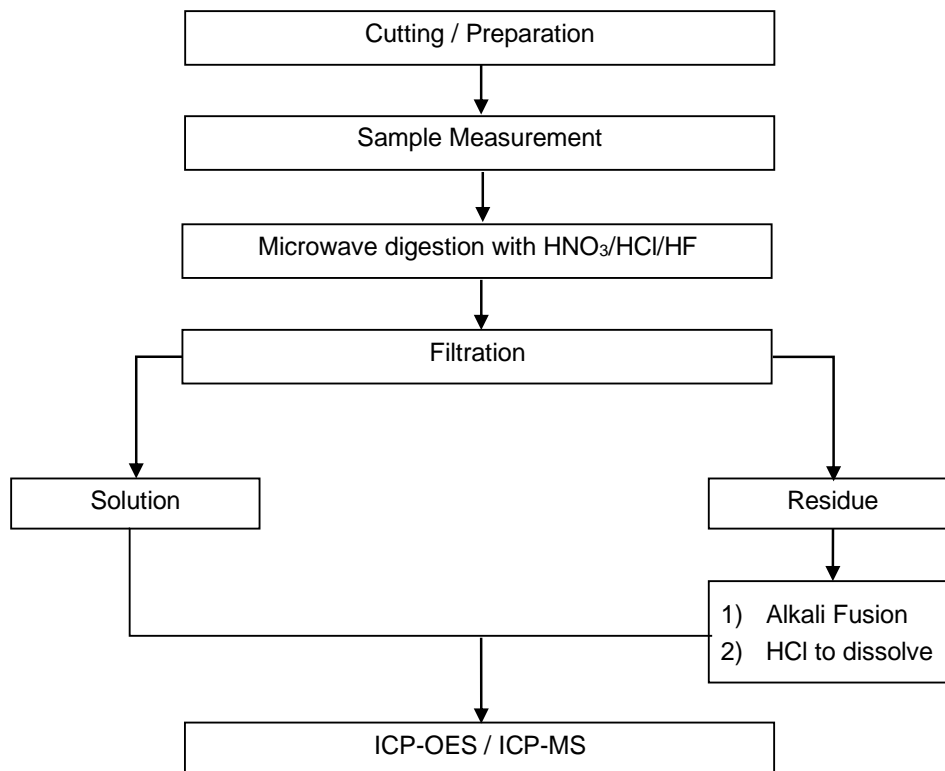 Cutting / Preparation
Sample Measurement
Microwave digestion with HNO₃/HCl/HF
Filtration
Solution
Residue
1) Alkali Fusion
2) HCl to dissolve
ICP-OES / ICP-MS